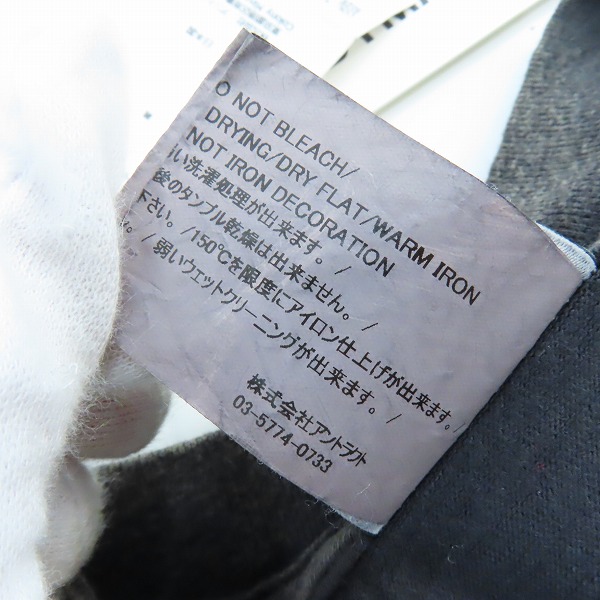 O NOT BLEACH/
DRYING/DRY FLAT/WARM IRON
NOT IRON DECORATION
い洗濯処理が出来ます。/
後のタンブル乾燥は出来ません。/
下さい。/150℃を限度にアイロン仕上げが出来ます。
/弱いウエットクリーニングが出来ます。/
株式会社アントラクト
03-5774-0733